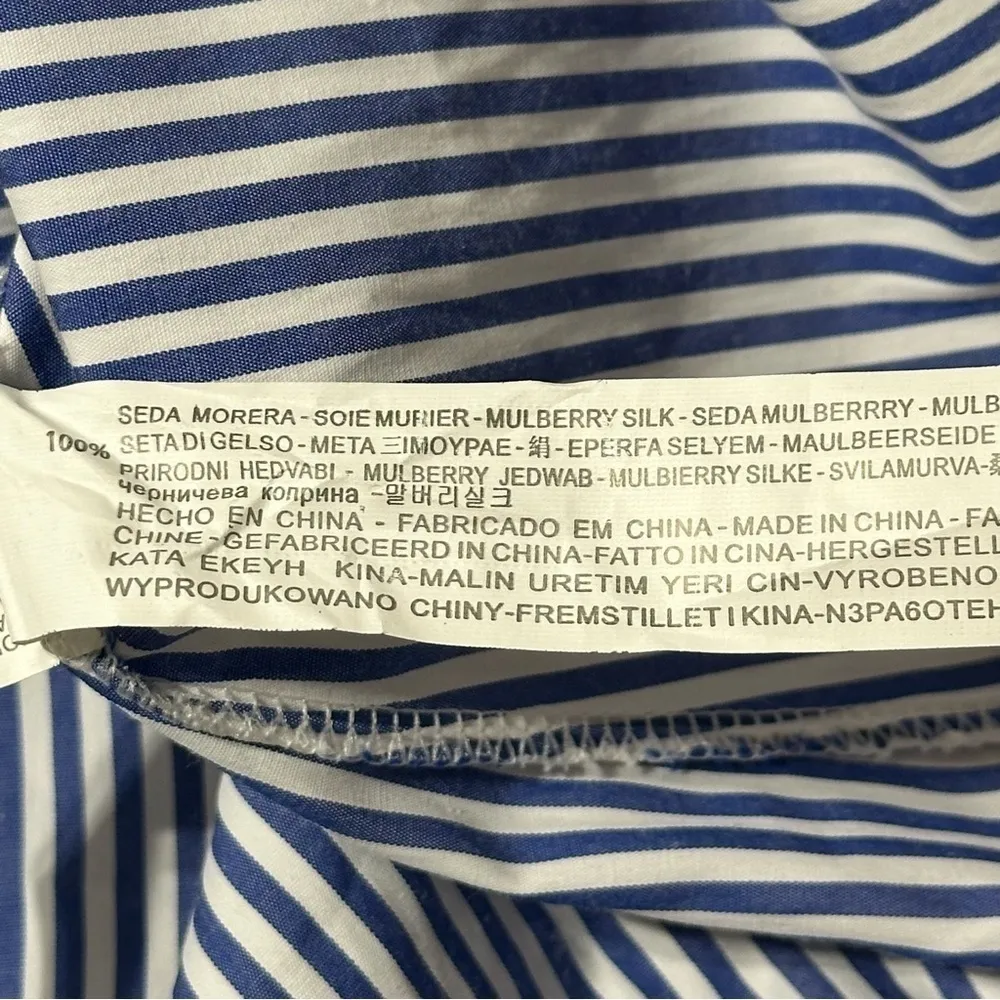 SEDA MORERA - SOIE MURIER - MULBERRY SILK - SEDA MULBERRRY - MULB
100% SETA DI GELSO - META ΞIMOYPAE - 絹 - EPERFA SELYEM - MAULBEERSEIDE
PRIRODNI HEDVABI - MULBERRY JEDWAB - MULBIERRY SILKE - SVILAMURVA-
Черничева коприна -말버리실크
HECHO EN CHINA - FABRICADO EM CHINA - MADE IN CHINA - FA
CHINE - GEFABRICEERD IN CHINA-FATTO IN CINA-HERGESTELL
KATA EKEYH KINA-MALIN URETIM YERI CIN-VYROBENO
WYPRODUKOWANO CHINY-FREMSTILLET I KINA-N3PA6OTEH